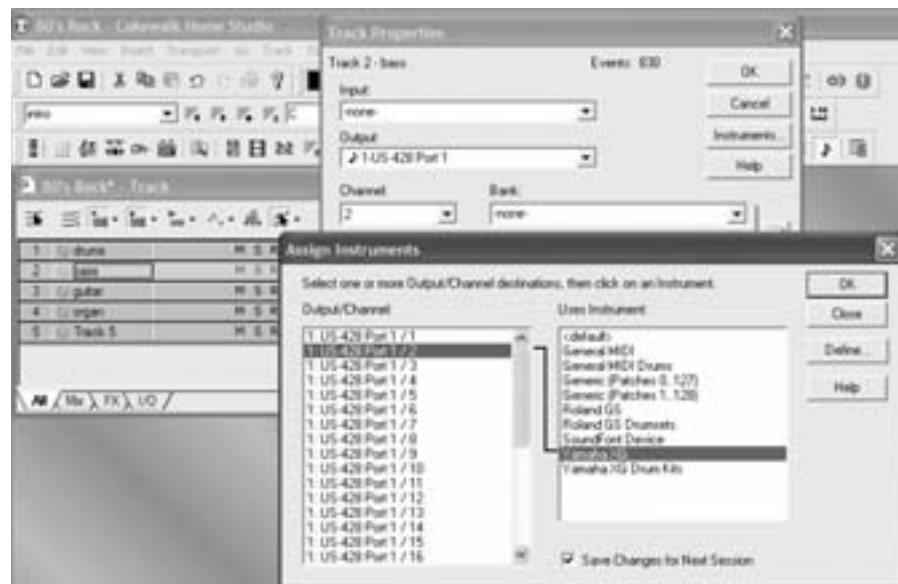 80's Rock - Cakewalk Home Studio
File Edit View Insert Transport Go Track
intro
80's Rock* - Track
1 drums M S R
2 bass M S R
3 guitar M S R
4 organ M S R
5 Track 5 M S R
All Mix FX I/O
Track Properties
Track 2 - bass Events: 830
Input:
-none-
Output:
1-US-428 Port 1
Channel:
2
Bank:
-none-
OK
Cancel
Instruments...
Help
Assign Instruments
Select one or more Output/Channel destinations, then click on an Instrument.
Output/Channel:
1: US-428 Port 1 / 1
1: US-428 Port 1 / 2
1: US-428 Port 1 / 3
1: US-428 Port 1 / 4
1: US-428 Port 1 / 5
1: US-428 Port 1 / 6
1: US-428 Port 1 / 7
1: US-428 Port 1 / 8
1: US-428 Port 1 / 9
1: US-428 Port 1 / 10
1: US-428 Port 1 / 11
1: US-428 Port 1 / 12
1: US-428 Port 1 / 13
1: US-428 Port 1 / 14
1: US-428 Port 1 / 15
1: US-428 Port 1 / 16
Uses Instrument:
<default>
General MIDI
General MIDI Drums
Generic (Patches 0..127)
Generic (Patches 1..128)
Roland GS
Roland GS Drumsets
SoundFont Device
Yamaha XG
Yamaha XG Drum Kits
Save Changes for Next Session
OK
Close
Define...
Help